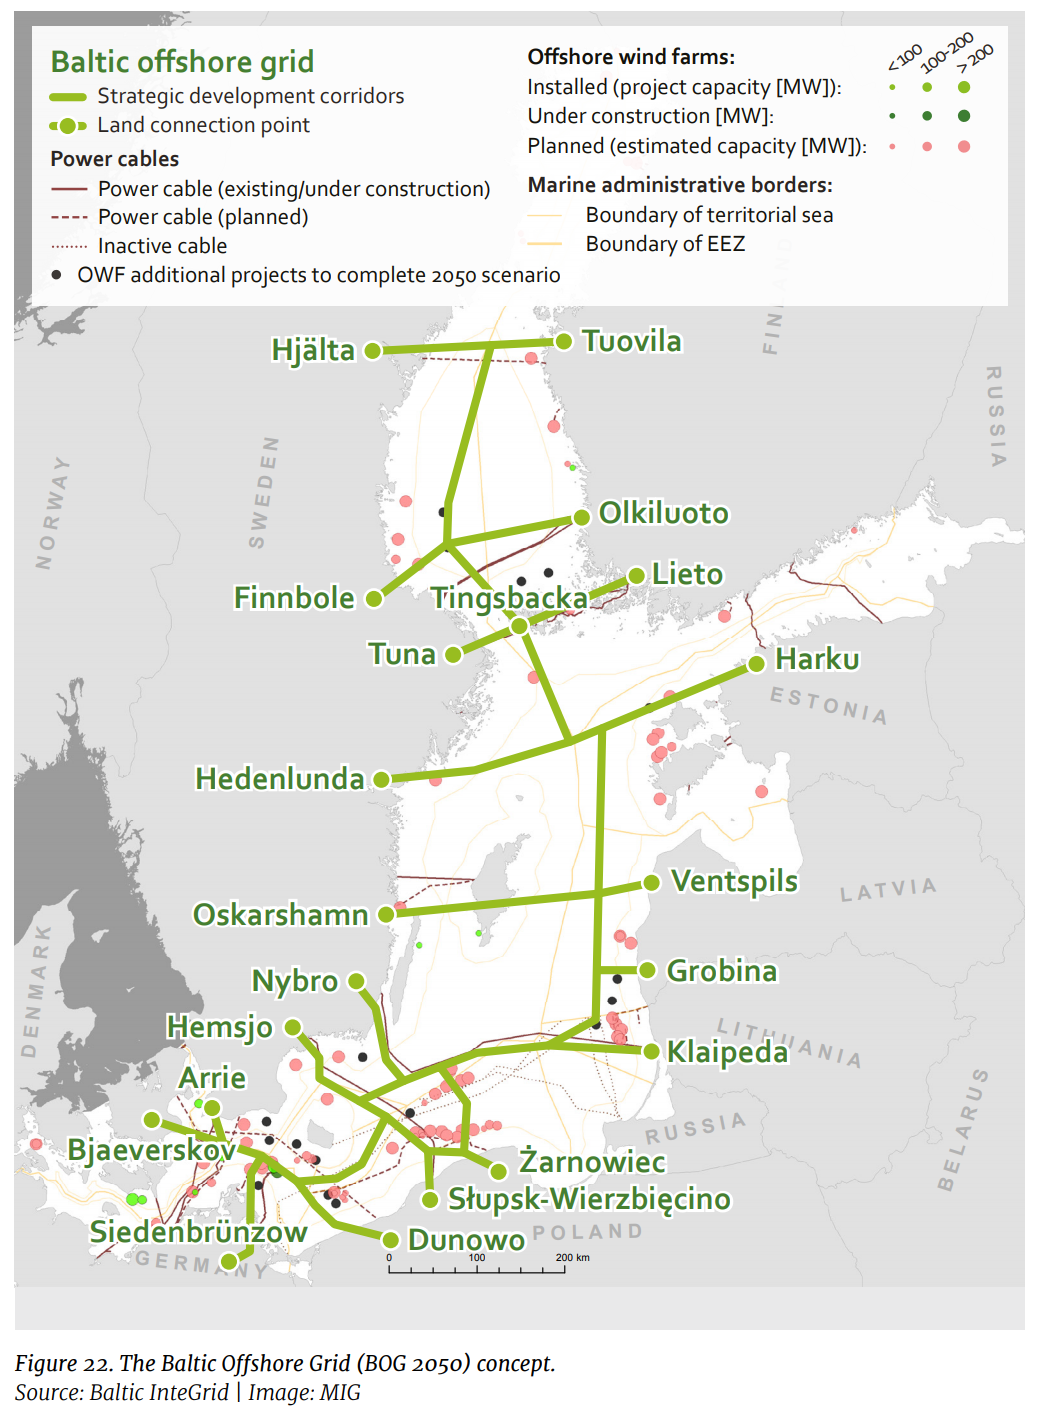 Baltic offshore grid
Strategic development corridors
Land connection point
Power cables
Power cable (existing/under construction)
Power cable (planned)
Inactive cable
OWF additional projects to complete 2050 scenario
Offshore wind farms:
<100
100-200
>200
Installed (project capacity [MW]):
Under construction [MW]:
Planned (estimated capacity [MW]):
Marine administrative borders:
Boundary of territorial sea
Boundary of EEZ
FINLAND
Hjälta
Tuovila
RUSSIA
NORWAY
SWEDEN
Olkiluoto
Lieto
Finnbole
Tingsbacka
Tuna
Harku
ESTONIA
Hedenlunda
Ventspils
LATVIA
Oskarshamn
DENMARK
Nybro
Grobina
Hemsjo
LITHUANIA
Klaipeda
Arrie
BELARUS
RUSSIA
Bjaeverskov
Żarnowiec
Słupsk-Wierzbięcino
Siedenbrünzow
POLAND
Dunowo
GERMANY
0 100 200 km
Figure 22. The Baltic Offshore Grid (BOG 2050) concept.
Source: Baltic InteGrid | Image: MIG